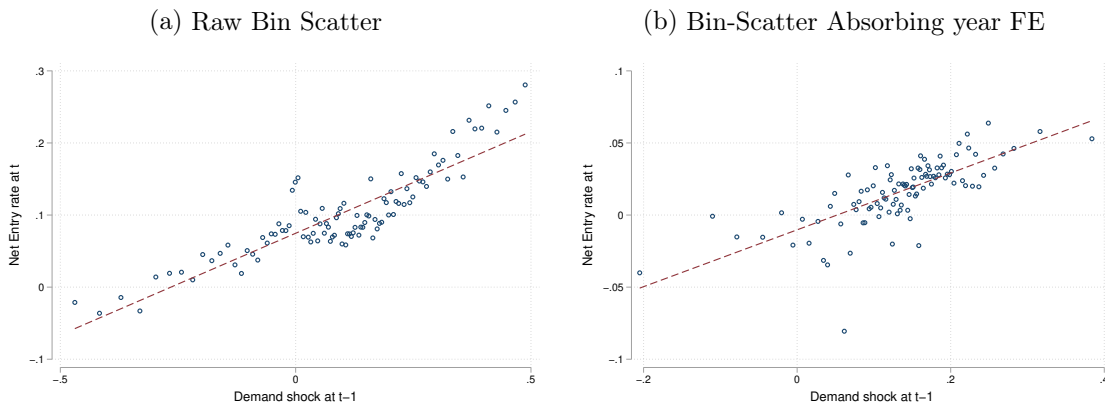 (a) Raw Bin Scatter
(b) Bin-Scatter Absorbing year FE
Net Entry rate at t
.3
.2
.1
0
-.1
-.5
0
.5
Demand shock at t-1
Net Entry rate at t
.1
.05
0
-.05
-.1
-.2
0
.2
.4
Demand shock at t-1